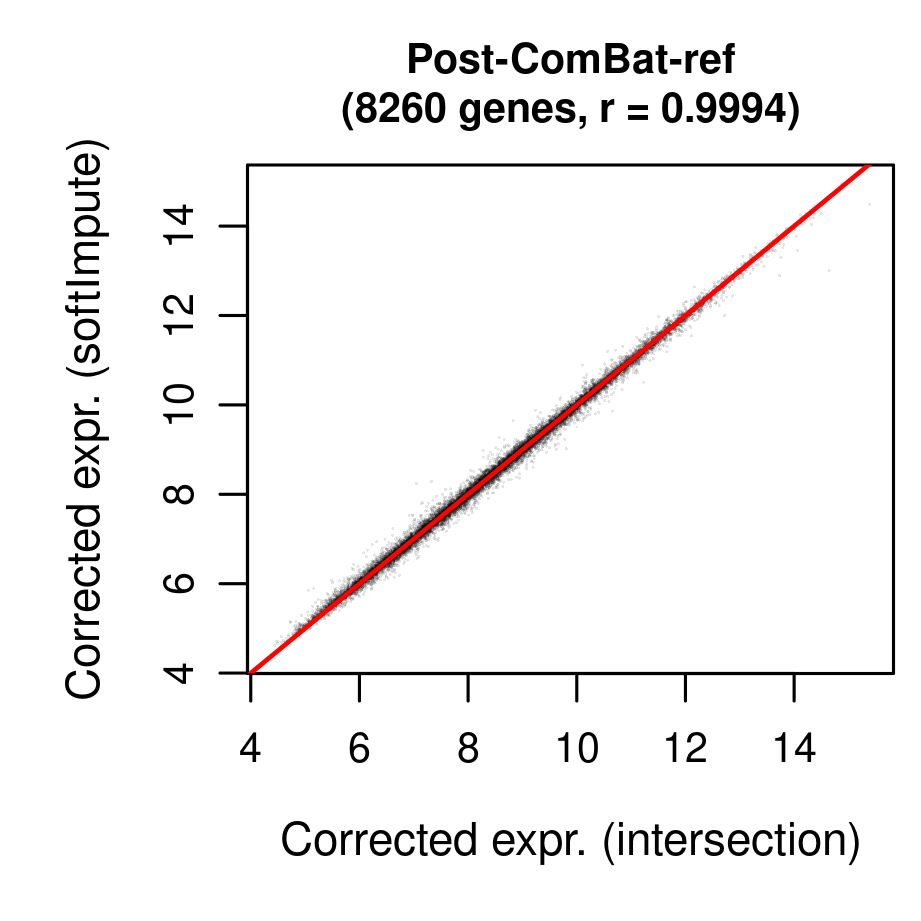 Post-ComBat-ref
(8260 genes, r = 0.9994)
Corrected expr. (softImpute)
14
12
10
8
6
4
4 6 8 10 12 14
Corrected expr. (intersection)